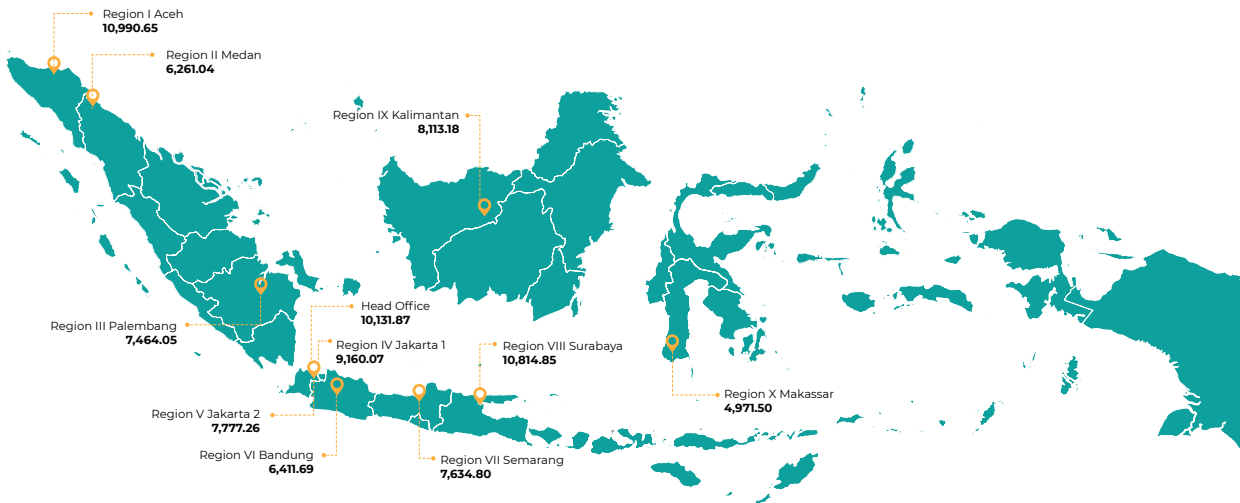 Region I Aceh
10,990.65
Region II Medan
6,261.04
Region IX Kalimantan
8,113.18
Head Office
10,131.87
Region III Palembang
7,464.05
Region IV Jakarta 1
9,160.07
Region VIII Surabaya
10,814.85
Region X Makassar
4,971.50
Region V Jakarta 2
7,777.26
Region VI Bandung
6,411.69
Region VII Semarang
7,634.80